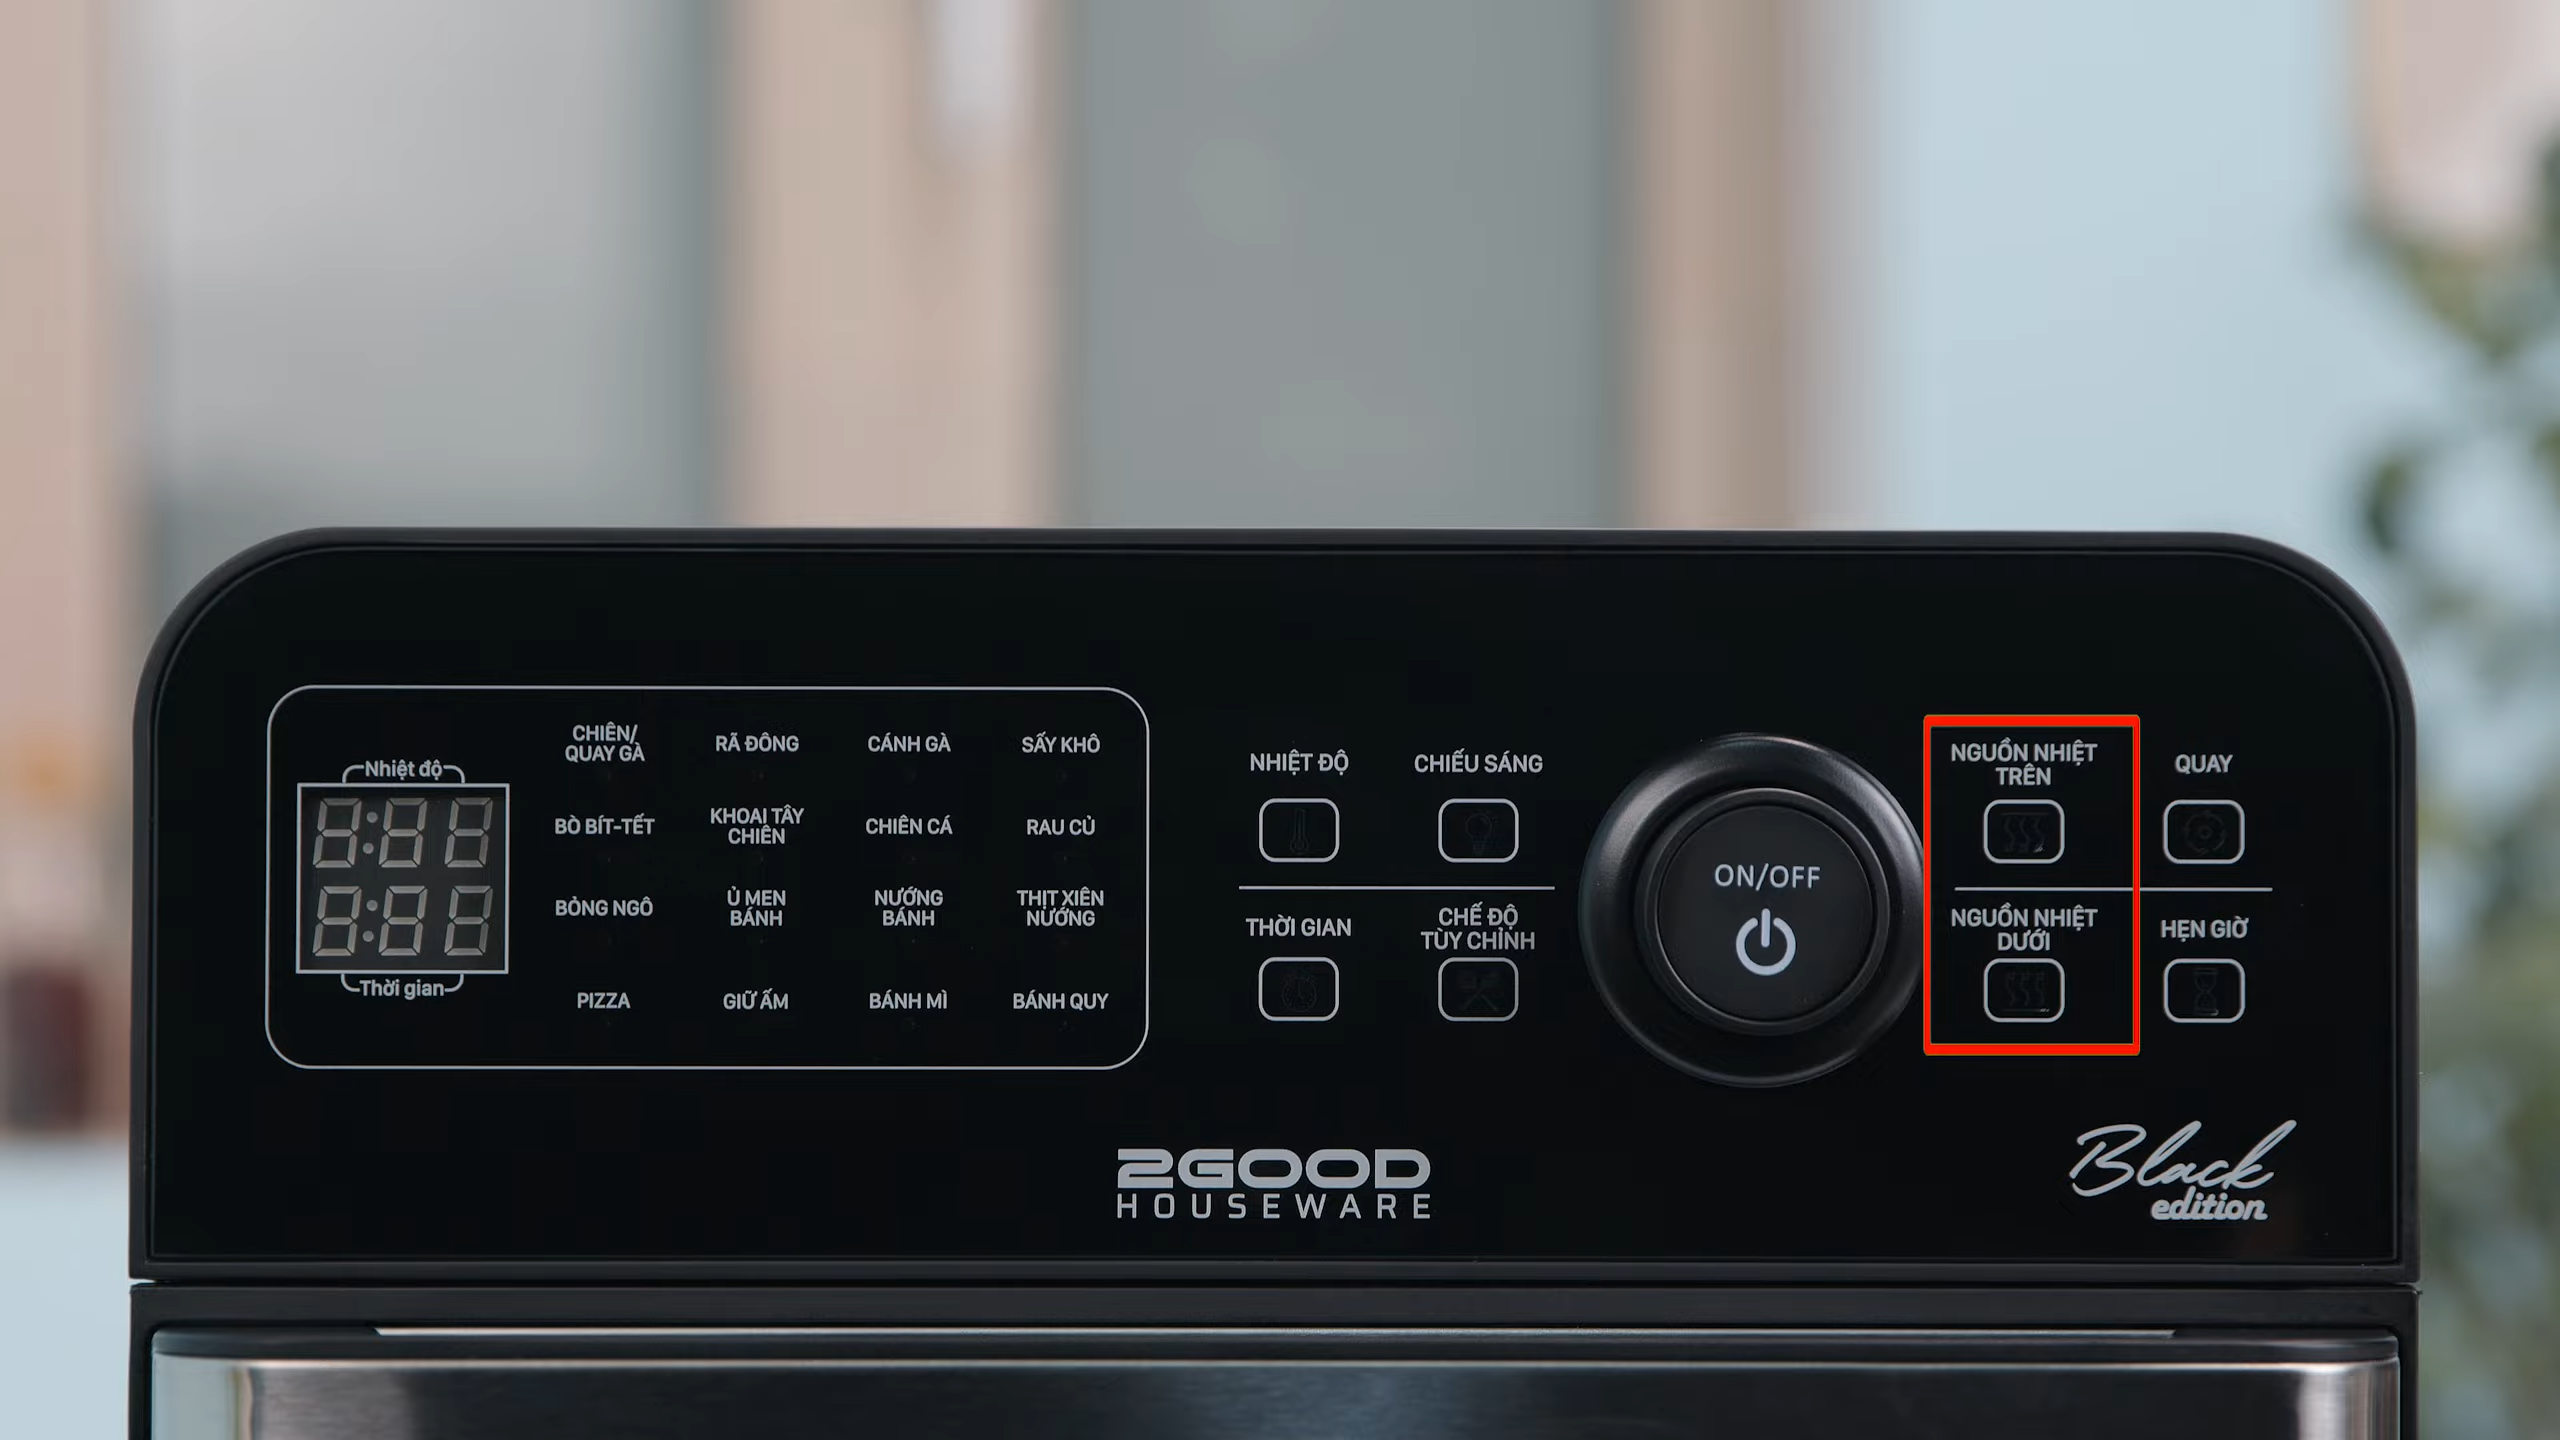 Nhiệt độ
Thời gian
CHIÊN/
QUAY GÀ
RÃ ĐÔNG
CÁNH GÀ
SẤY KHÔ
BÒ BÍT-TẾT
KHOAI TÂY
CHIÊN
CHIÊN CÁ
RAU CỦ
BỎNG NGÔ
Ủ MEN
BÁNH
NƯỚNG
BÁNH
THỊT XIÊN
NƯỚNG
PIZZA
GIỮ ẤM
BÁNH MÌ
BÁNH QUY
NHIỆT ĐỘ
CHIẾU SÁNG
THỜI GIAN
CHẾ ĐỘ
TÙY CHỈNH
ON/OFF
NGUỒN NHIỆT
TRÊN
QUAY
NGUỒN NHIỆT
DƯỚI
HẸN GIỜ
2GOOD
HOUSEWARE
Black
edition